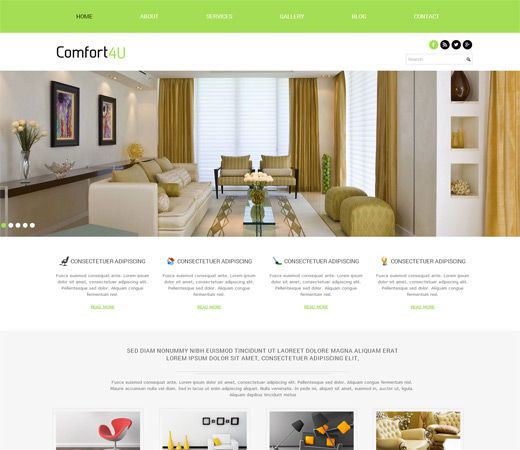 HOME ABOUT SERVICES GALLERY BLOG CONTACT
Comfort4U
Search
CONSECTETUER ADIPISCING CONSECTETUER ADIPISCING CONSECTETUER ADIPISCING CONSECTETUER ADIPISCING
Fusce euismod consequat ante. Lorem ipsum dolor sit amet, consectetuer adipiscing elit. Pellentesque sed dolor. Aliquam congue fermentum nisl.
READ MORE
Fusce euismod consequat ante. Lorem ipsum dolor sit amet, consectetuer adipiscing elit. Pellentesque sed dolor. Aliquam congue fermentum nisl.
READ MORE
Fusce euismod consequat ante. Lorem ipsum dolor sit amet, consectetuer adipiscing elit. Pellentesque sed dolor. Aliquam congue fermentum nisl.
READ MORE
Fusce euismod consequat ante. Lorem ipsum dolor sit amet, consectetuer adipiscing elit. Pellentesque sed dolor. Aliquam congue fermentum nisl.
READ MORE
SED DIAM NONUMMY NIBH EUISMOD TINCIDUNT UT LAOREET DOLORE MAGNA ALIQUAM ERAT
LOREM IPSUM DOLOR SIT AMET, CONSECTETUER ADIPISCING ELIT,
Fusce euismod consequat ante. Lorem ipsum dolor sit amet, consectetuer adipiscing elit. Pellentesque sed dolor. Aliquam congue fermentum nisl.
Mauris accumsan nulla vel diam. Sed in lacus ut enim adipiscing aliquet. Nulla venenatis. In pede mi, aliquet sit amet, euismod in, auctor ut, ligula.
Aliquam dapibus tincidunt metus